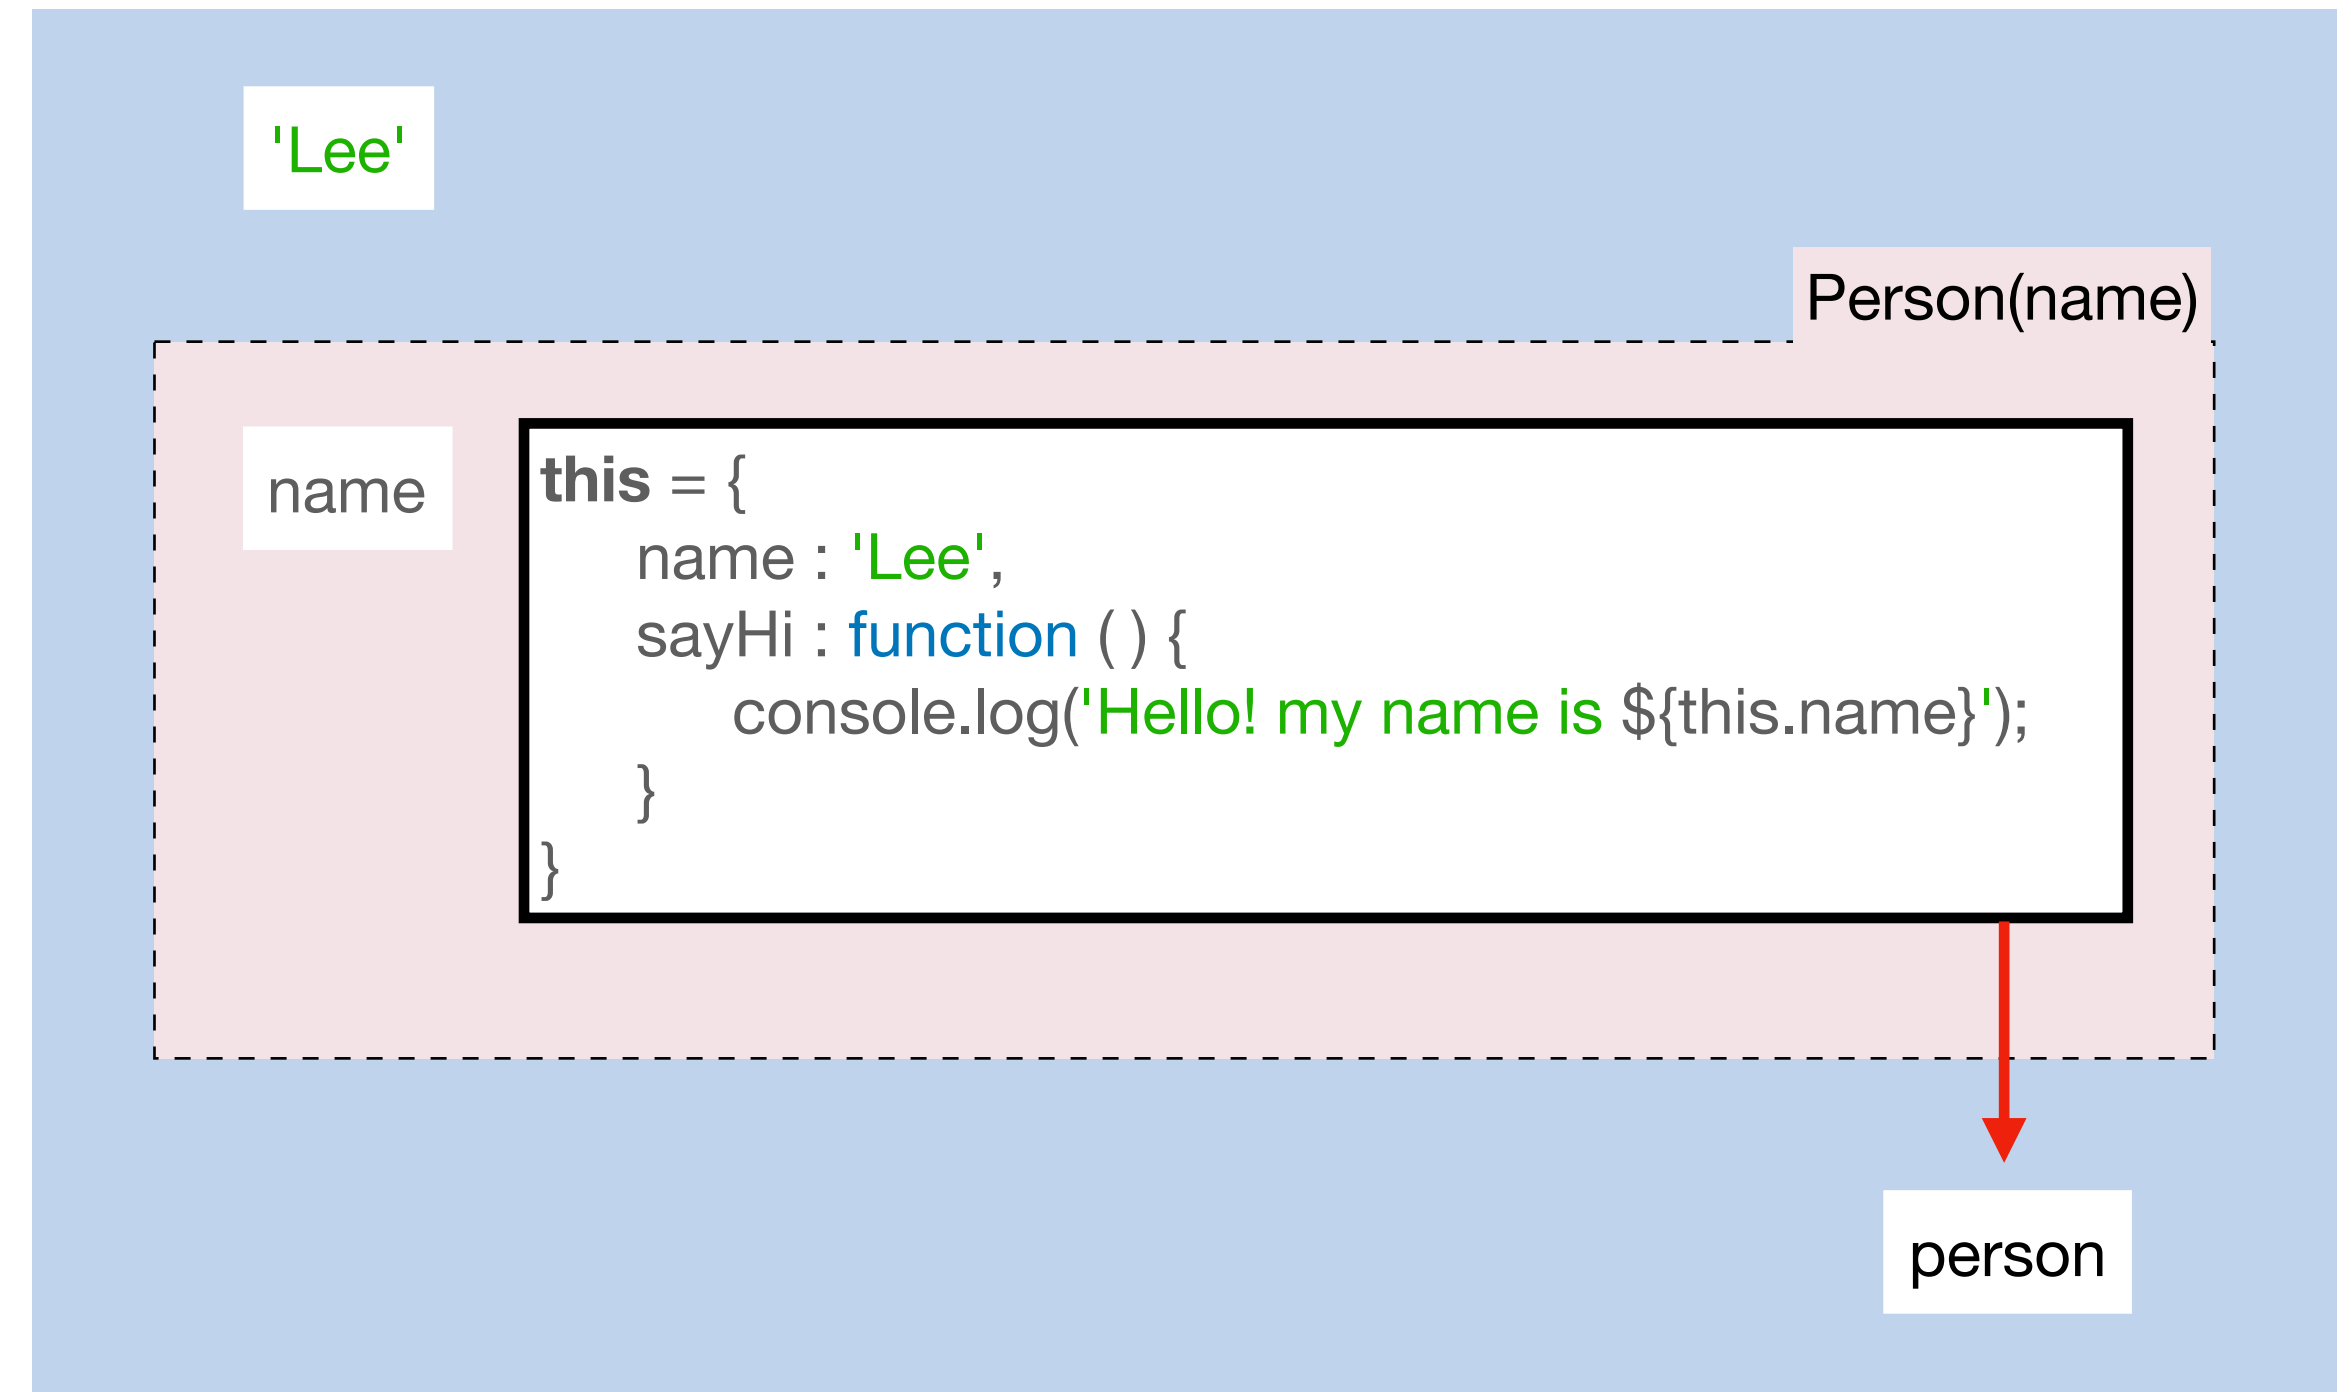 'Lee'
Person(name)
name
this = {
name : 'Lee',
sayHi : function ( ) {
console.log('Hello! my name is ${this.name}');
}
}
person